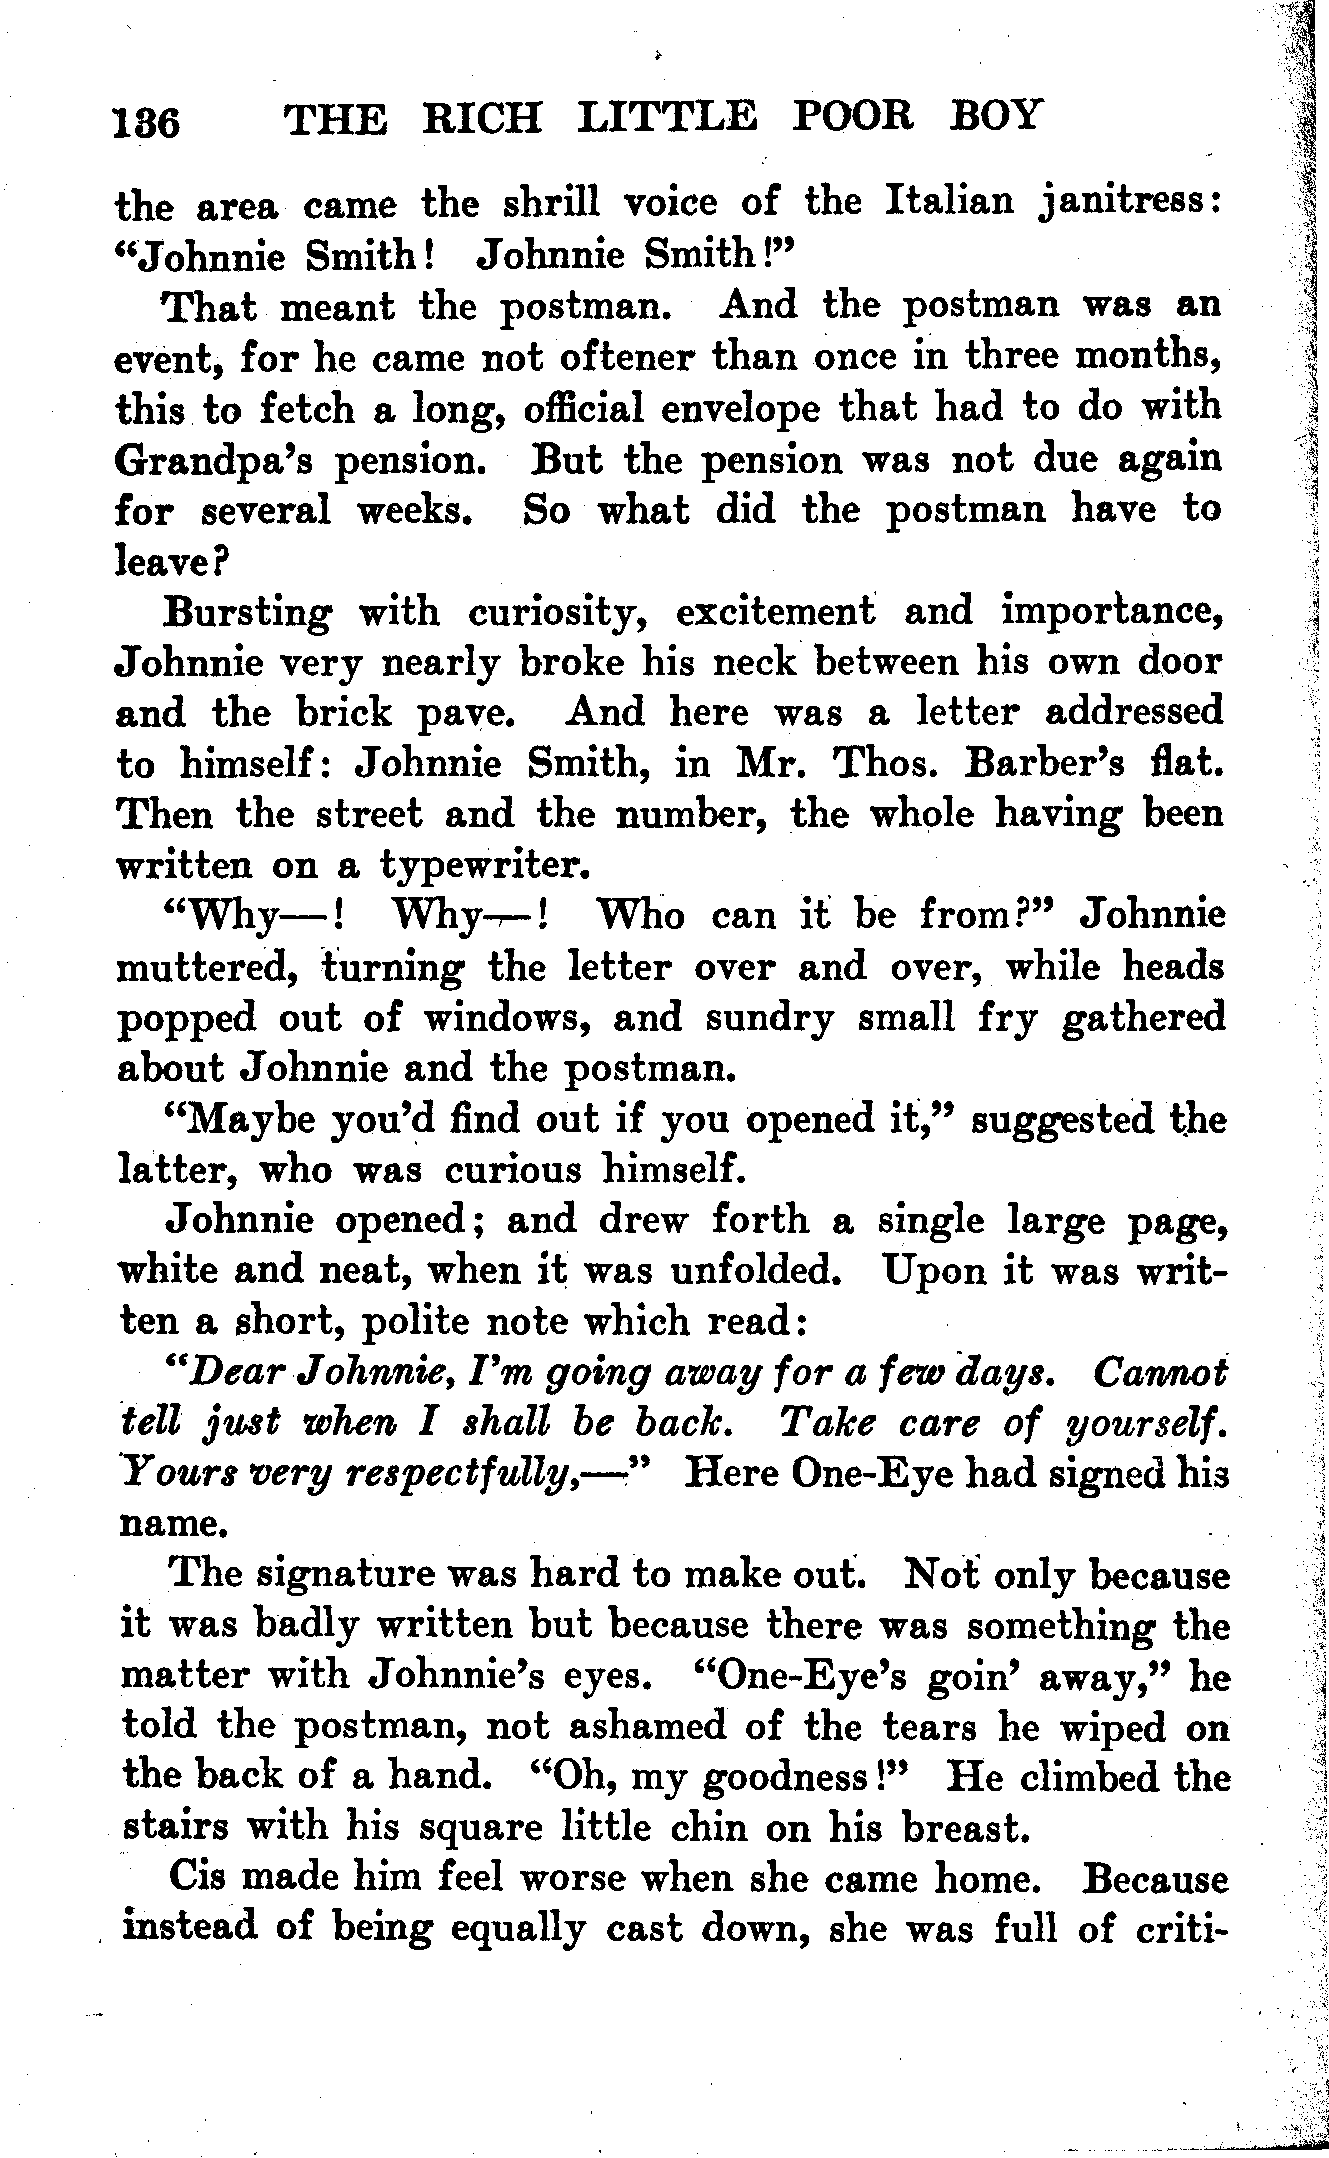 136 THE RICH LITTLE POOR BOY
the area came the shrill voice of the Italian janitress:
“Johnnie Smith! Johnnie Smith!”
That meant the postman. And the postman was an
event, for he came not oftener than once in three months,
this to fetch a long, official envelope that had to do with
Grandpa’s pension. But the pension was not due again
for several weeks. So what did the postman have to
leave?
Bursting with curiosity, excitement and importance,
Johnnie very nearly broke his neck between his own door
and the brick pave. And here was a letter addressed
to himself: Johnnie Smith, in Mr. Thos. Barber’s flat.
Then the street and the number, the whole having been
written on a typewriter.
“Why—! Why—! Who can it be from?” Johnnie
muttered, turning the letter over and over, while heads
popped out of windows, and sundry small fry gathered
about Johnnie and the postman.
“Maybe you’d find out if you opened it,” suggested the
latter, who was curious himself.
Johnnie opened; and drew forth a single large page,
white and neat, when it was unfolded. Upon it was writ-
ten a short, polite note which read:
“Dear Johnnie, I’m going away for a few days. Cannot
tell just when I shall be back. Take care of yourself.
Yours very respectfully,—” Here One-Eye had signed his
name.
The signature was hard to make out. Not only because
it was badly written but because there was something the
matter with Johnnie’s eyes. “One-Eye’s goin’ away,” he
told the postman, not ashamed of the tears he wiped on
the back of a hand. “Oh, my goodness!” He climbed the
stairs with his square little chin on his breast.
Cis made him feel worse when she came home. Because
instead of being equally cast down, she was full of criti-